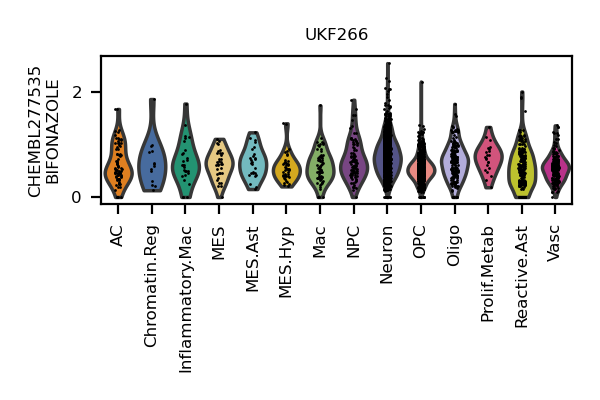 UKF266
CHEMBL277535
BIFONAZOLE
2
0
AC
Chromatin.Reg
Inflammatory.Mac
MES
MES.Ast
MES.Hyp
Mac
NPC
Neuron
OPC
Oligo
Prolif.Metab
Reactive.Ast
Vasc